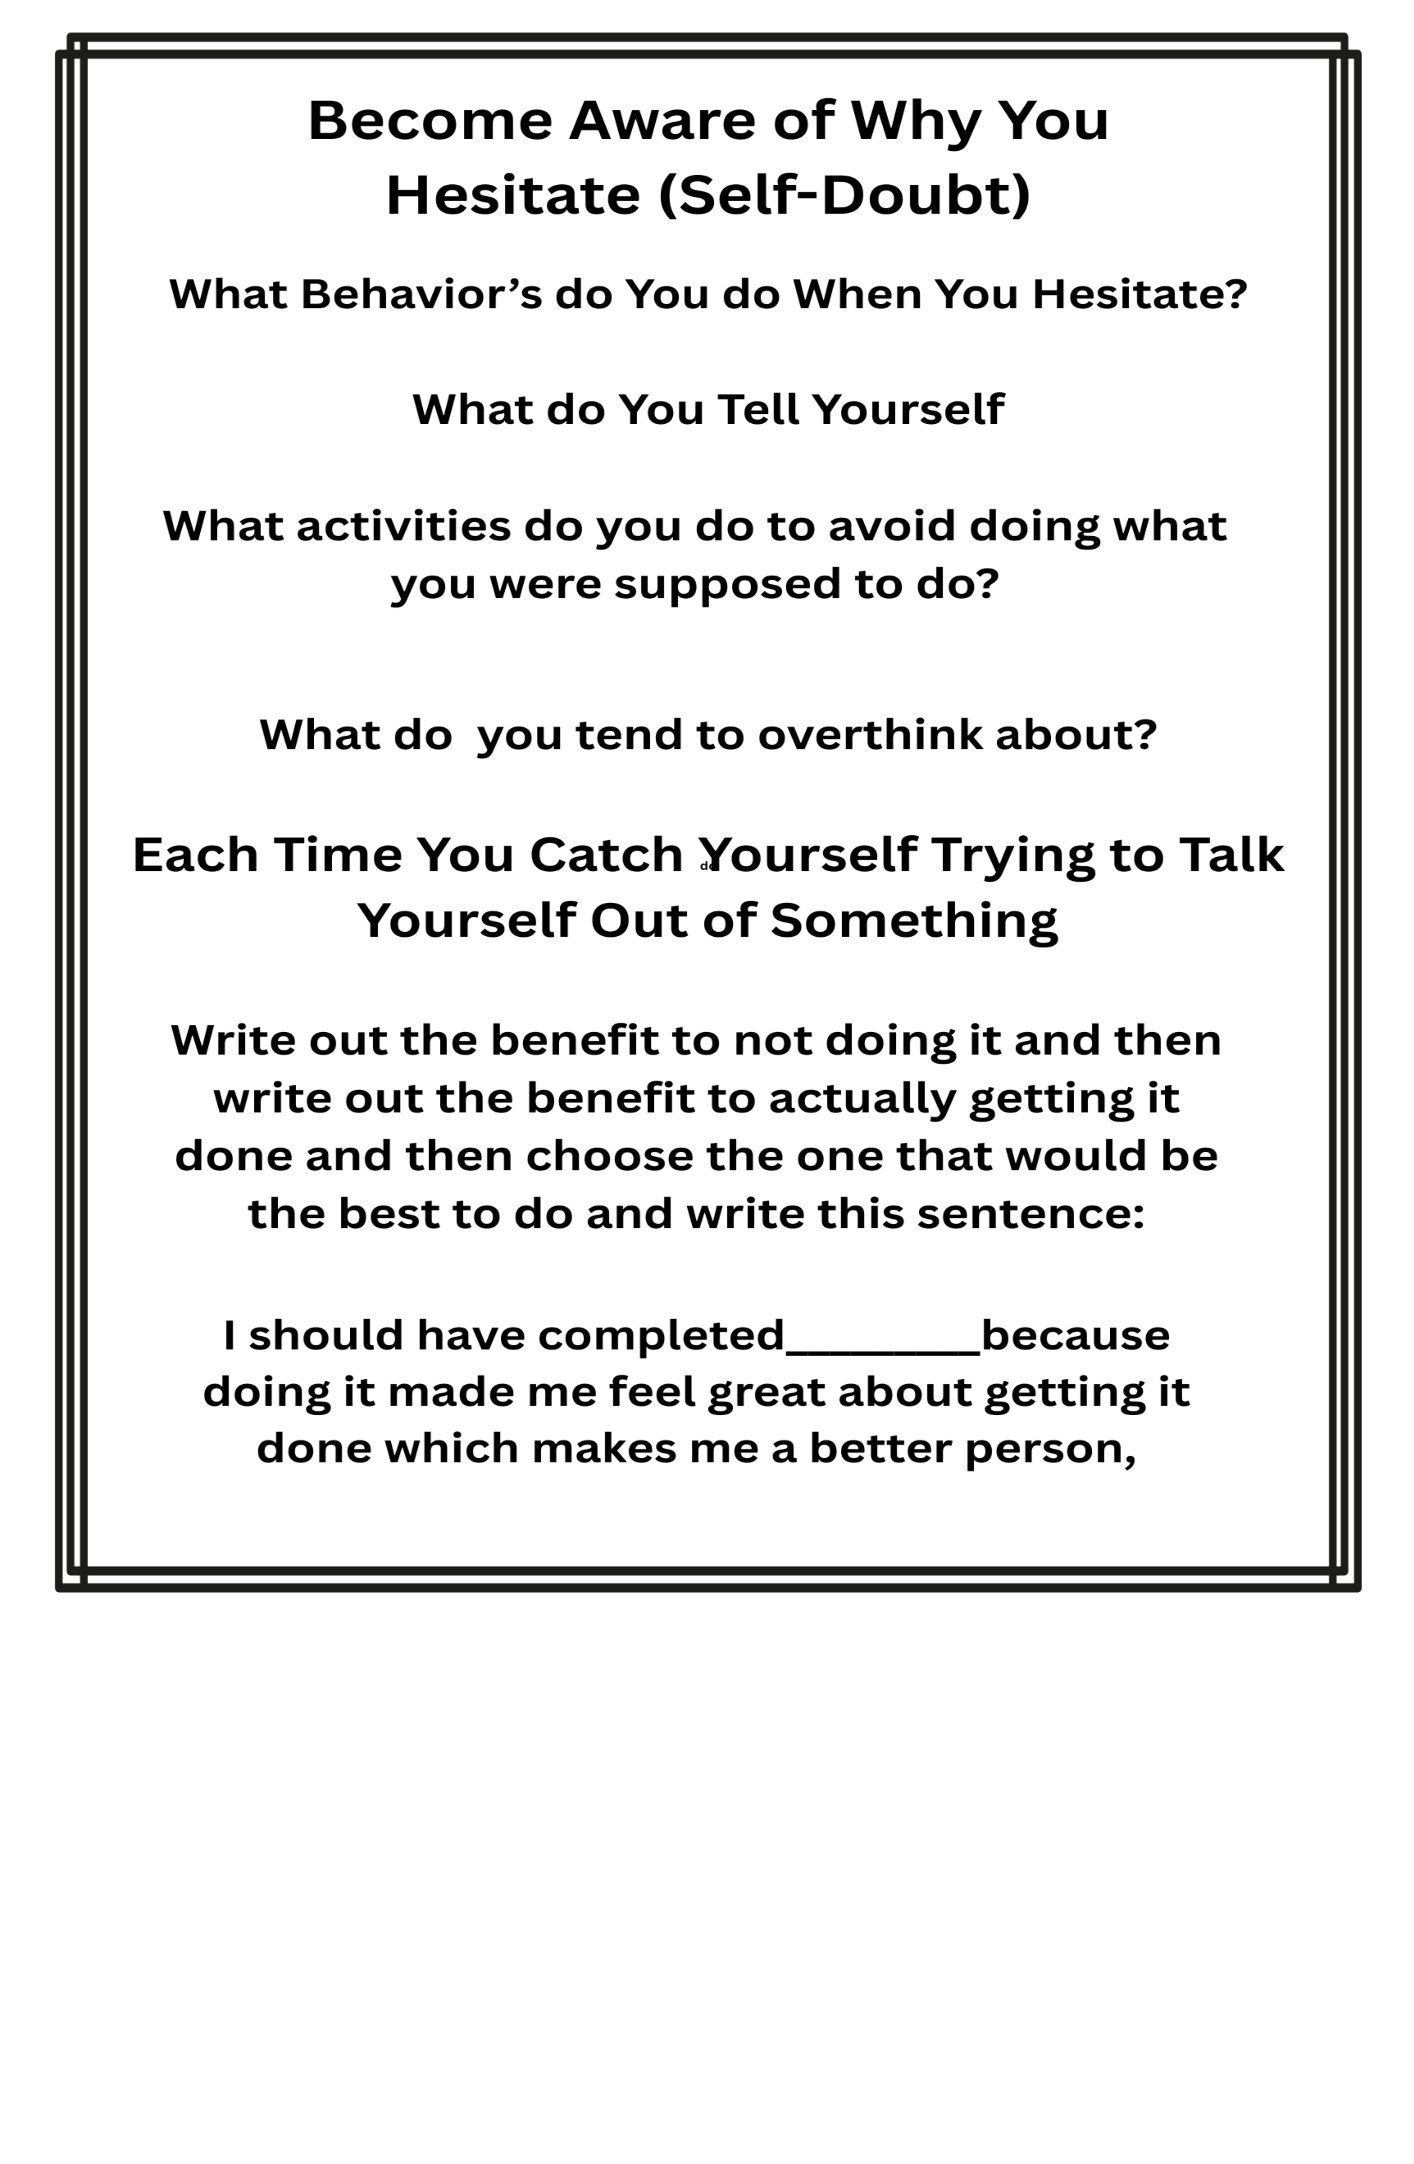 Become Aware of Why You
Hesitate (Self-Doubt)
What Behavior’s do You do When You Hesitate?
What do You Tell Yourself
What activities do you do to avoid doing what
you were supposed to do?
What do  you tend to overthink about?
Each Time You Catch Yourself Trying to Talk
do
Yourself Out of Something
Write out the benefit to not doing it and then
write out the benefit to actually getting it
done and then choose the one that would be
the best to do and write this sentence:
I should have completed_________because
doing it made me feel great about getting it
done which makes me a better person,